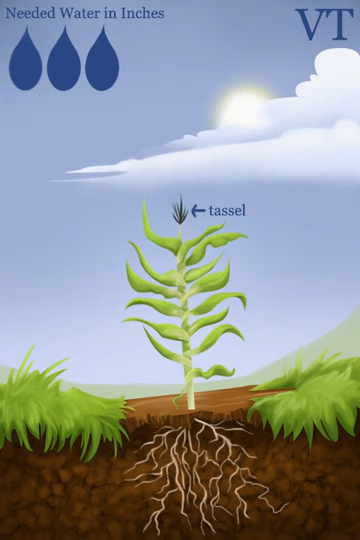 Needed Water in Inches
VT
← tassel